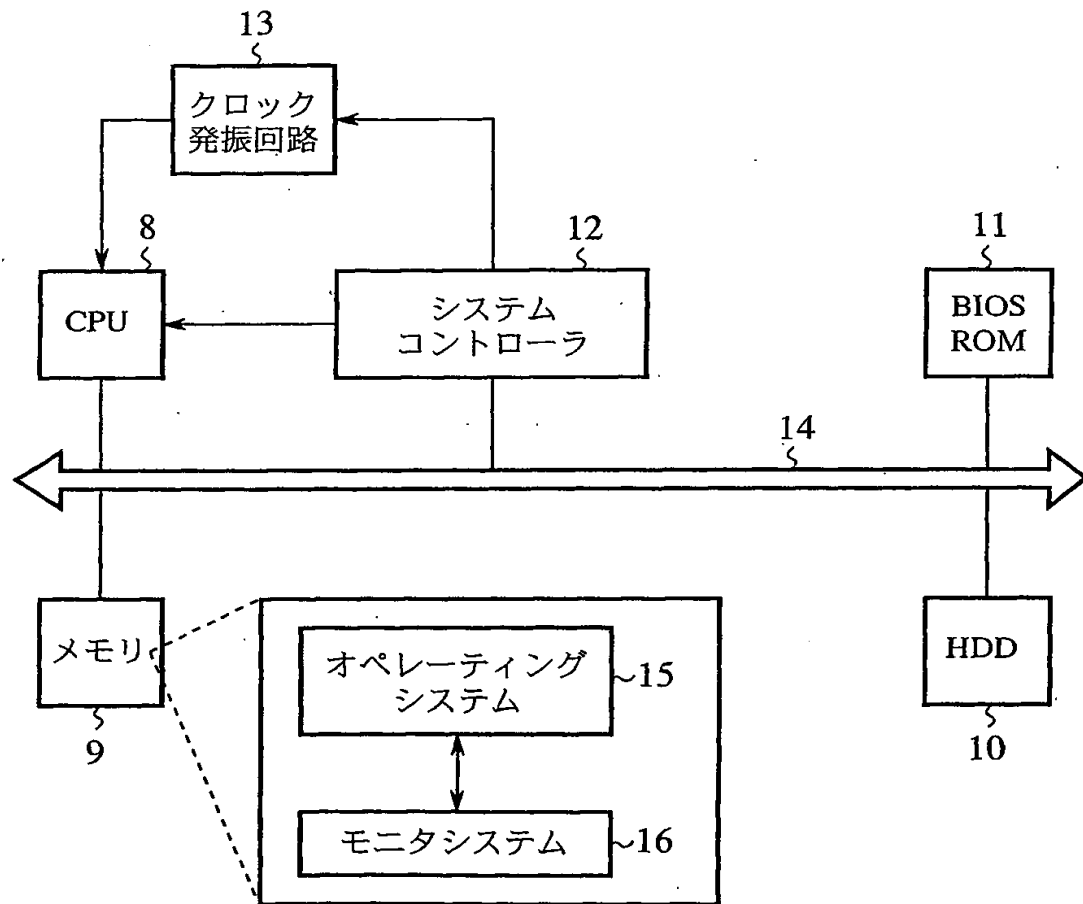 13
クロック
発振回路
8
CPU
12
システム
コントローラ
11
BIOS
ROM
14
メモリ
9
オペレーティング
システム
15
モニタシステム
16
HDD
10